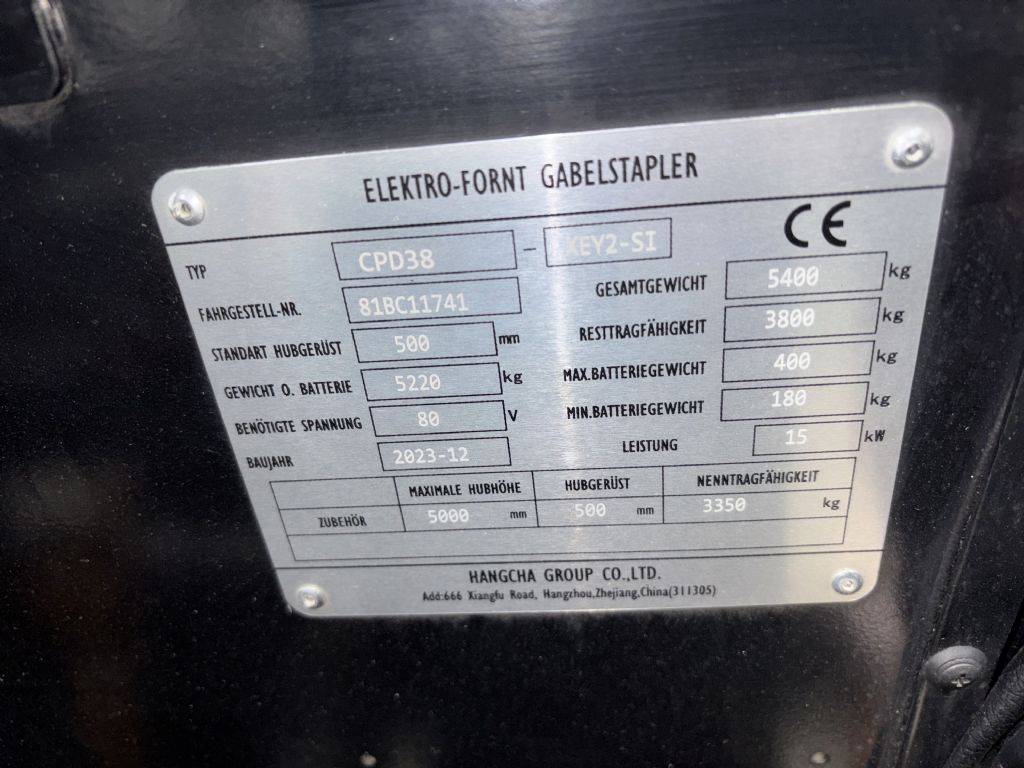 ELEKTRO-FORNT GABELSTAPLER
CE
TYP CPD38 - XEY2-SI
FAHRGESTELL-NR. 81BC11741
GESAMTGEWICHT 5400 kg
STANDART HUBGERÜST 500 mm
RESTTRAGFÄHIGKEIT 3800 kg
GEWICHT O. BATTERIE 5220 kg
MAX.BATTERIEGEWICHT 400 kg
BENÖTIGTE SPANNUNG 80 V
MIN.BATTERIEGEWICHT 180 kg
BAUJAHR 2023-12
LEISTUNG 15 kW
MAXIMALE HUBHÖHE HUBGERÜST NENNTRAGFÄHIGKEIT
ZUBEHÖR 5000 mm 500 mm 3350 kg
HANGCHA GROUP CO.,LTD.
Add:666 Xiangfu Road, Hangzhou,Zhejiang,China(311305)